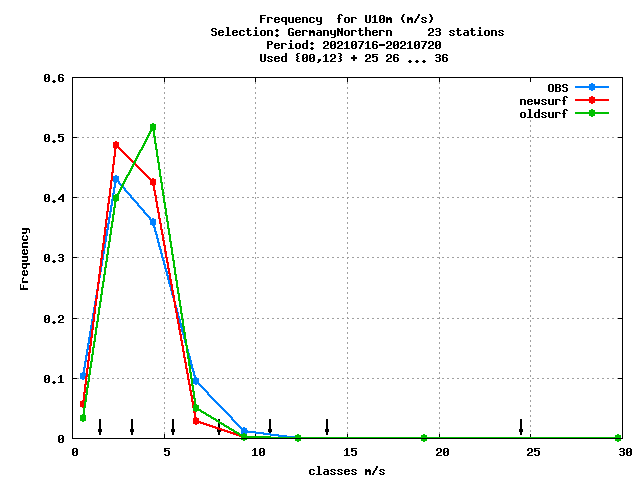 Frequency  for U10m (m/s)
Selection: GermanyNorthern     23 stations
Period: 20210716-20210720
Used {00,12} + 25 26 ... 36
0.6
0.5
0.4
0.3
0.2
0.1
0
Frequency
OBS
newsurf
oldsurf
0 5 10 15 20 25 30
classes m/s